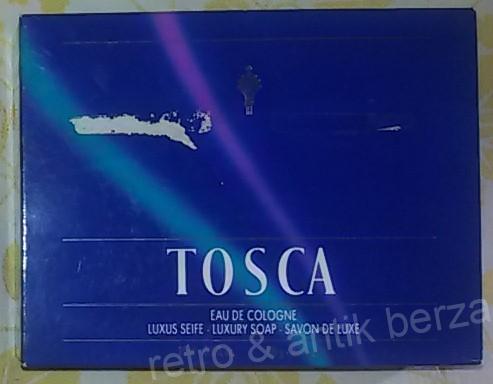 TOSCA
EAU DE COLOGNE
LUXUS SEIFE · LUXURY SOAP · SAVON DE LUXE
retro & antik berza